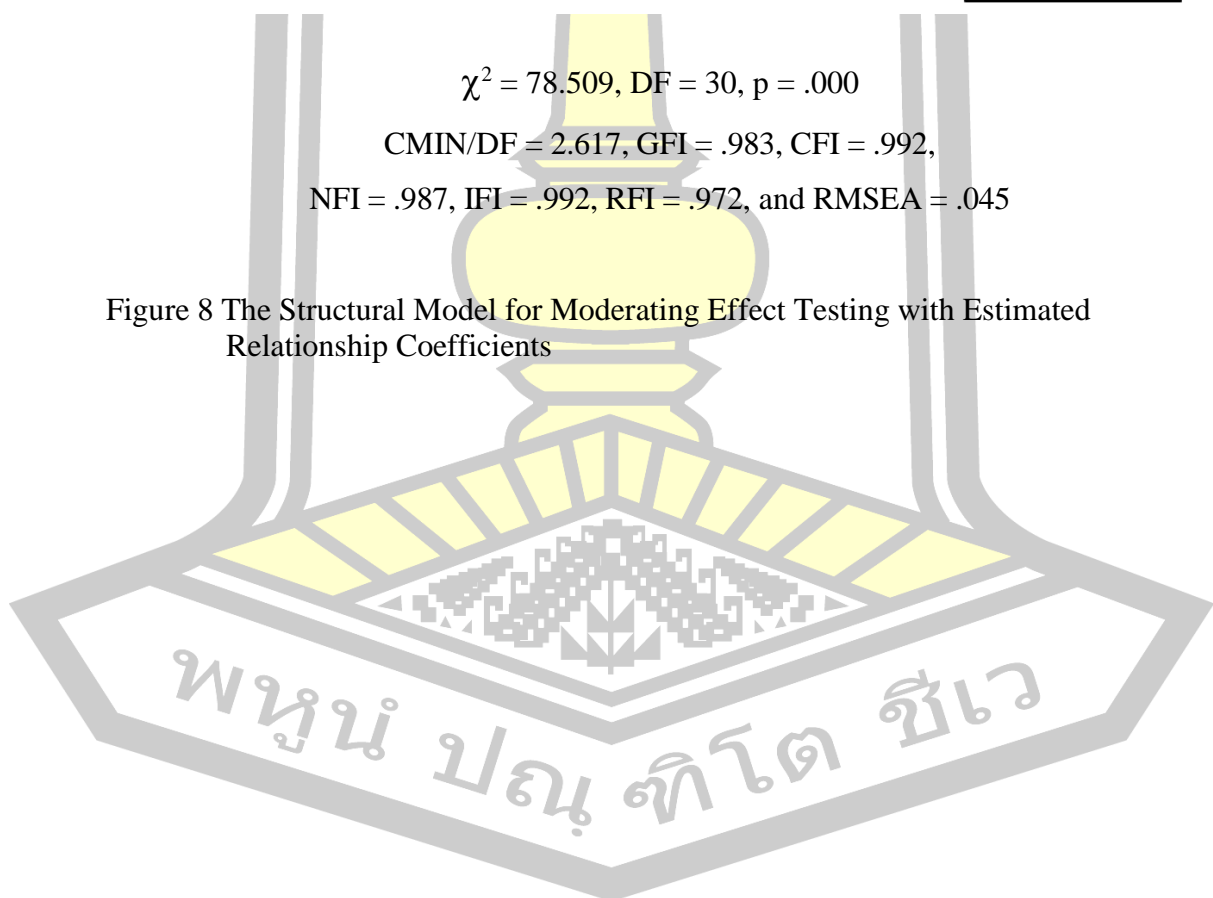 χ² = 78.509, DF = 30, p = .000
CMIN/DF = 2.617, GFI = .983, CFI = .992,
NFI = .987, IFI = .992, RFI = .972, and RMSEA = .045
Figure 8 The Structural Model for Moderating Effect Testing with Estimated
Relationship Coefficients
พหูนํ ปณฺฑิโต ชีเว